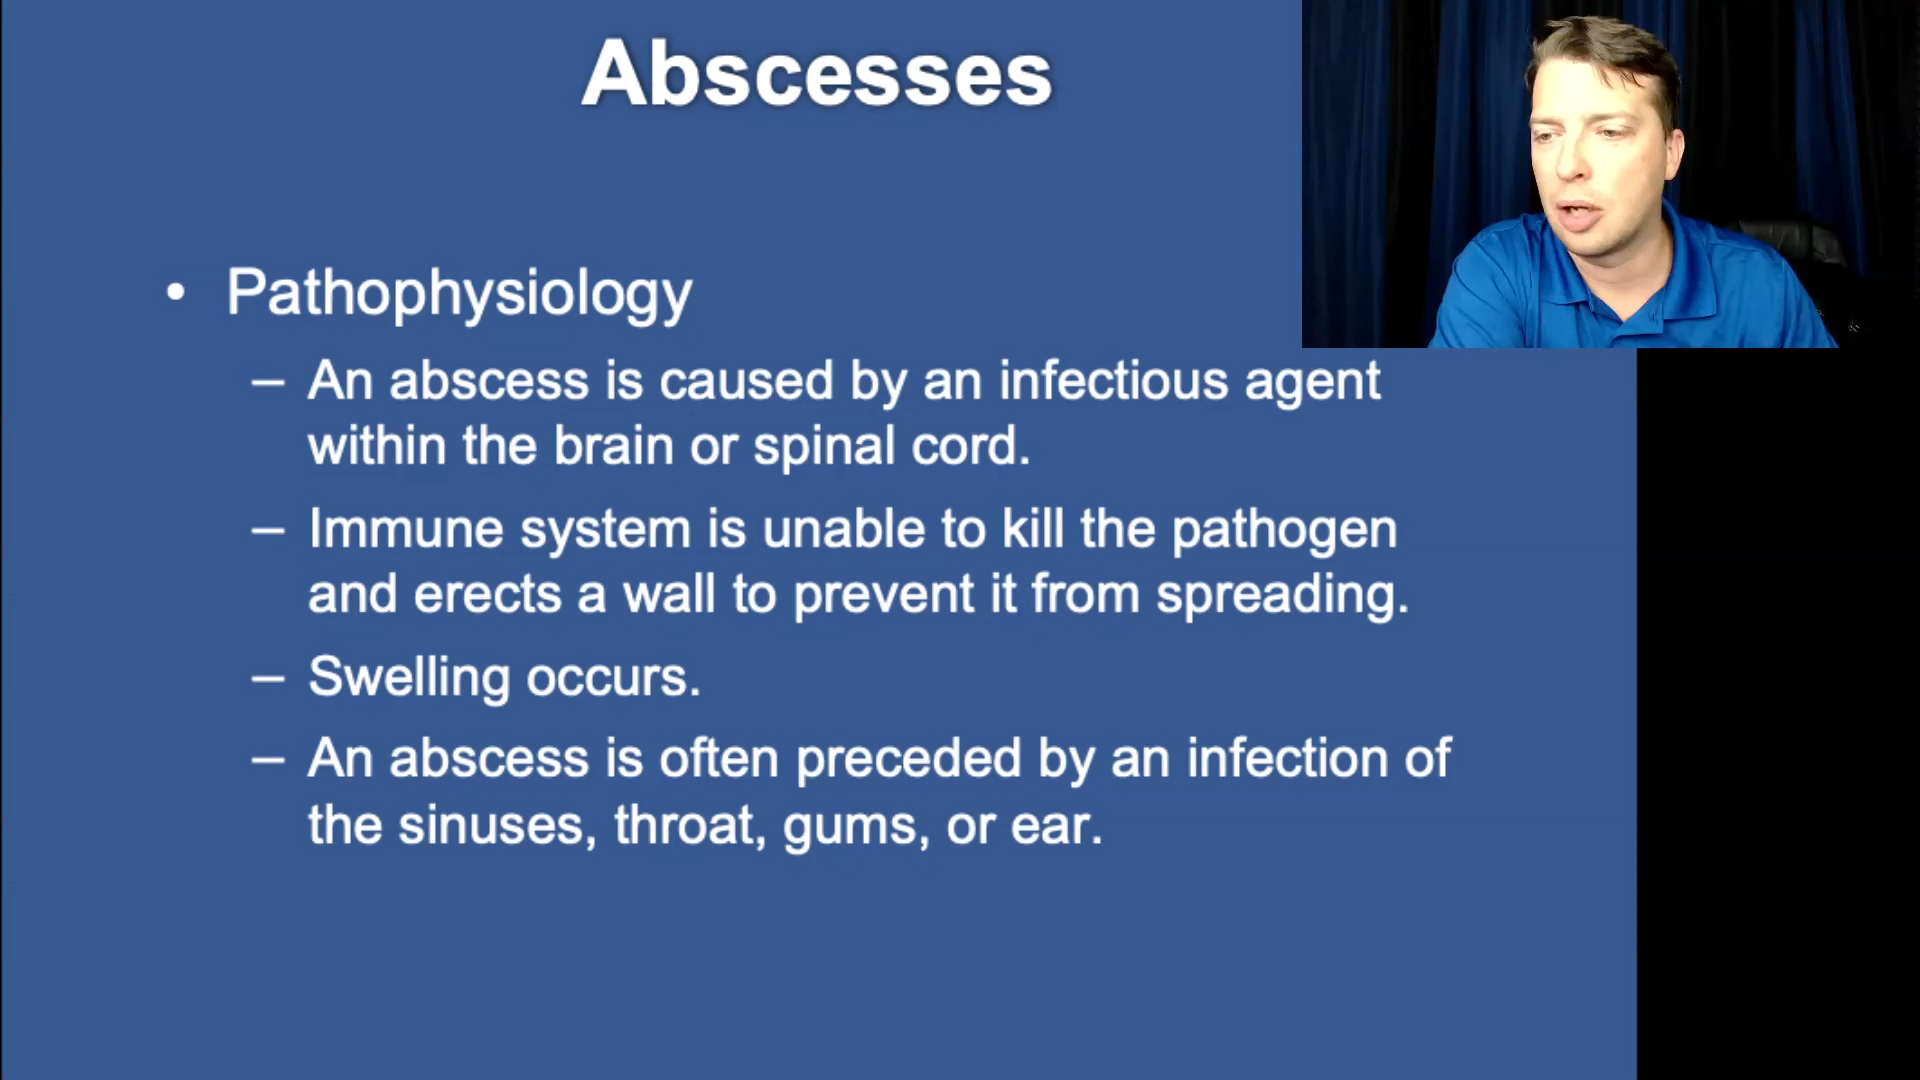 Abscesses
• Pathophysiology
– An abscess is caused by an infectious agent
within the brain or spinal cord.
– Immune system is unable to kill the pathogen
and erects a wall to prevent it from spreading.
– Swelling occurs.
– An abscess is often preceded by an infection of
the sinuses, throat, gums, or ear.